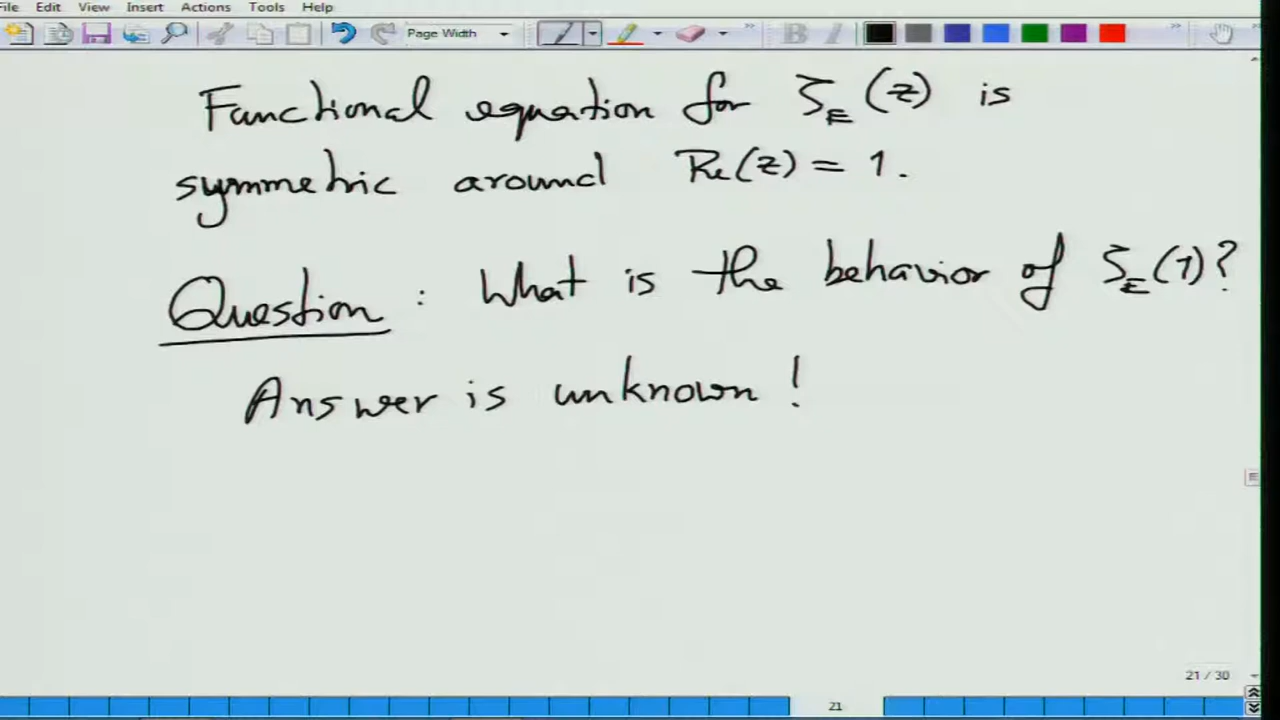 File Edit View Insert Actions Tools Help
Page Width
Functional equation for ζ_E(z) is
symmetric around Re(z) = 1.
Question : What is the behavior of ζ_E(1)?
Answer is unknown!
21 / 30
21